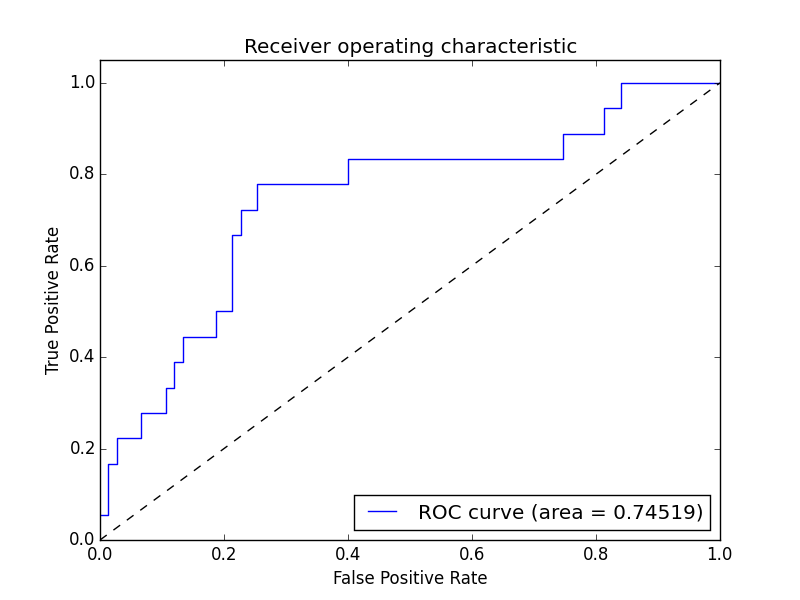 Receiver operating characteristic
1.0
0.8
0.6
0.4
0.2
0.0
True Positive Rate
ROC curve (area = 0.74519)
0.0 0.2 0.4 0.6 0.8 1.0
False Positive Rate